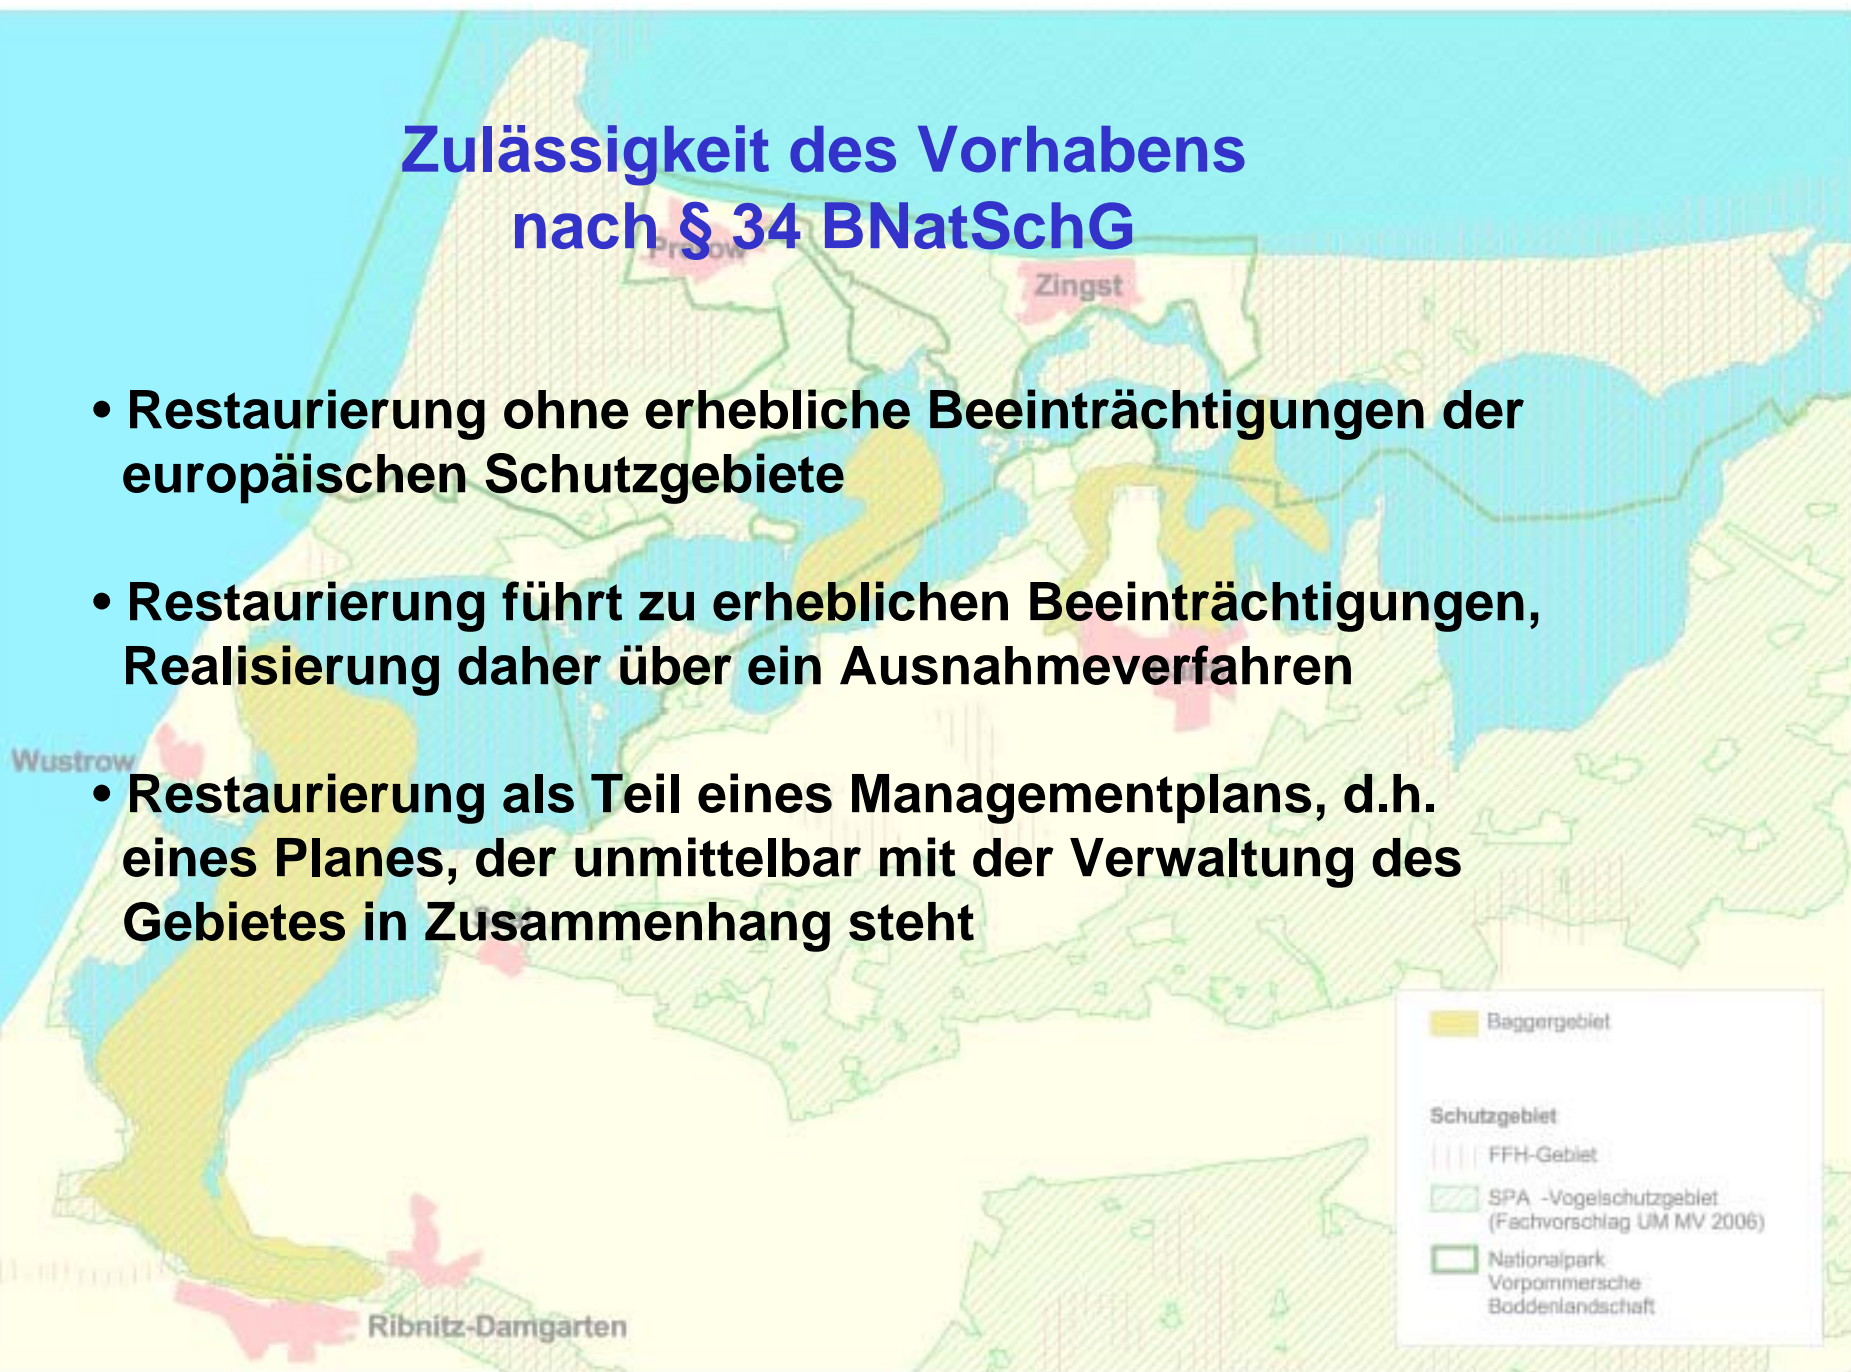 Zulässigkeit des Vorhabens
nach § 34 BNatSchG
Zingst
• Restaurierung ohne erhebliche Beeinträchtigungen der
europäischen Schutzgebiete
• Restaurierung führt zu erheblichen Beeinträchtigungen,
Realisierung daher über ein Ausnahmeverfahren
Wustrow
• Restaurierung als Teil eines Managementplans, d.h.
eines Planes, der unmittelbar mit der Verwaltung des
Gebietes in Zusammenhang steht
Baggergebiet
Schutzgebiet
FFH-Gebiet
SPA -Vogelschutzgebiet
(Fachvorschlag UM MV 2006)
Nationalpark
Vorpommersche
Boddenlandschaft
Ribnitz-Damgarten